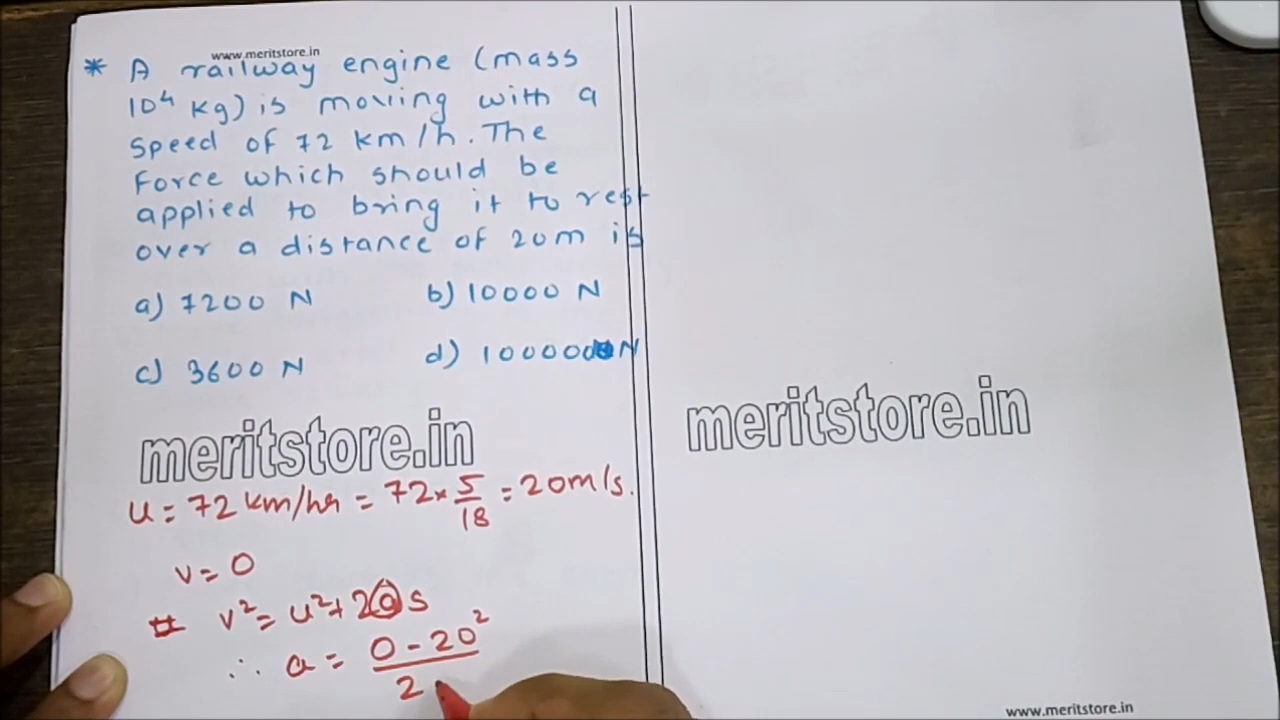 www.meritstore.in
* A railway engine (mass
10⁴ kg) is moving with a
speed of 72 km/h. The
Force which should be
applied to bring it to rest
over a distance of 20m is
a) 7200 N b) 10000 N
c) 3600 N d) 100000 N
meritstore.in
meritstore.in
u = 72 km/hr = 72 × 5/18 = 20m/s.
v = 0
v² = u² + 2as
∴ a = 0 - 20² / 2
www.meritstore.in